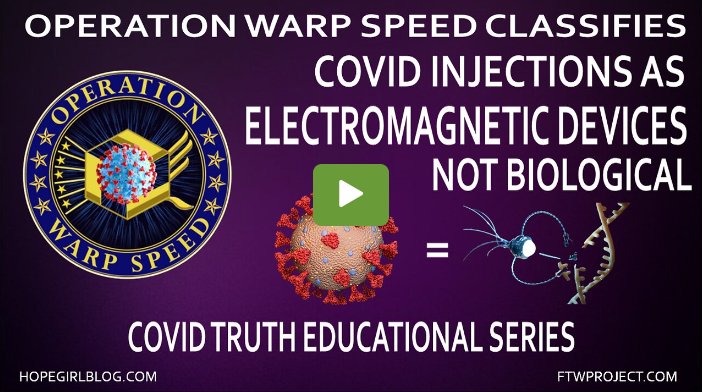 OPERATION WARP SPEED CLASSIFIES
COVID INJECTIONS AS
ELECTROMAGNETIC DEVICES
NOT BIOLOGICAL
OPERATION
WARP SPEED
=
COVID TRUTH EDUCATIONAL SERIES
HOPEGIRLBLOG.COM
FTWPROJECT.COM